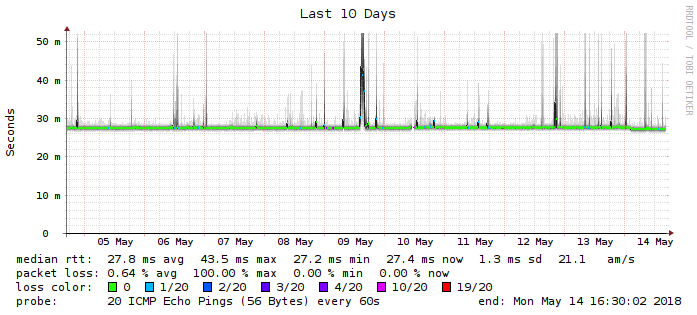 Last 10 Days
RRDTOOL / TOBI OETIKER
Seconds
50 m
40 m
30 m
20 m
10 m
0
05 May 06 May 07 May 08 May 09 May 10 May 11 May 12 May 13 May 14 May
median rtt: 27.8 ms avg 43.5 ms max 27.2 ms min 27.4 ms now 1.3 ms sd 21.1 am/s
packet loss: 0.64 % avg 100.00 % max 0.00 % min 0.00 % now
loss color: 0 1/20 2/20 3/20 4/20 10/20 19/20
probe: 20 ICMP Echo Pings (56 Bytes) every 60s end: Mon May 14 16:30:02 2018